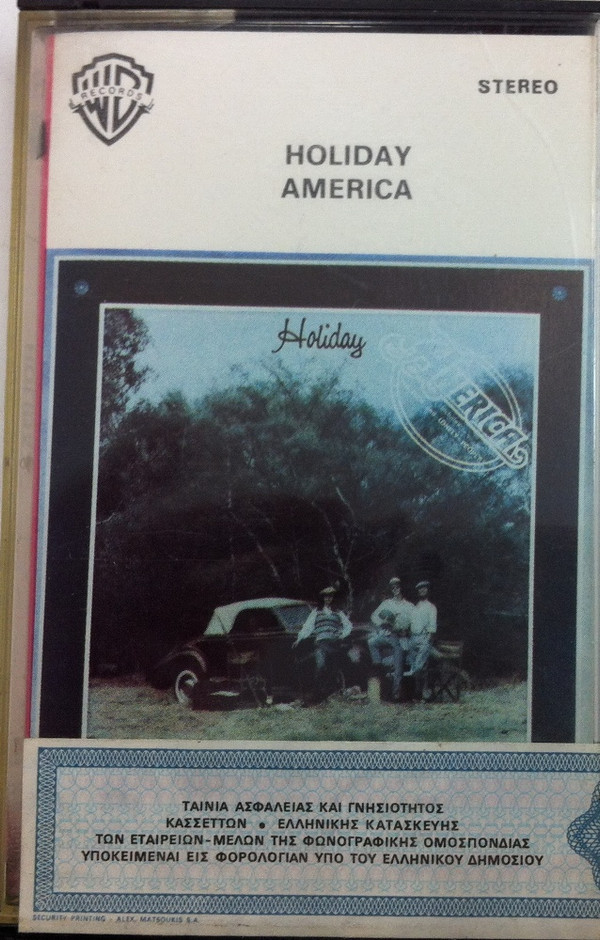 WB
RECORDS
STEREO
HOLIDAY
AMERICA
Holiday
ΤΑΙΝΙΑ ΑΣΦΑΛΕΙΑΣ ΚΑΙ ΓΝΗΣΙΟΤΗΤΟΣ
ΚΑΣΣΕΤΤΩΝ • ΕΛΛΗΝΙΚΗΣ ΚΑΤΑΣΚΕΥΗΣ
ΤΩΝ ΕΤΑΙΡΕΙΩΝ-ΜΕΛΩΝ ΤΗΣ ΦΩΝΟΓΡΑΦΙΚΗΣ ΟΜΟΣΠΟΝΔΙΑΣ
ΥΠΟΚΕΙΜΕΝΑΙ ΕΙΣ ΦΟΡΟΛΟΓΙΑΝ ΥΠΟ ΤΟΥ ΕΛΛΗΝΙΚΟΥ ΔΗΜΟΣΙΟΥ
SECURITY PRINTING - ALEX. MATSOUKIS S.A.